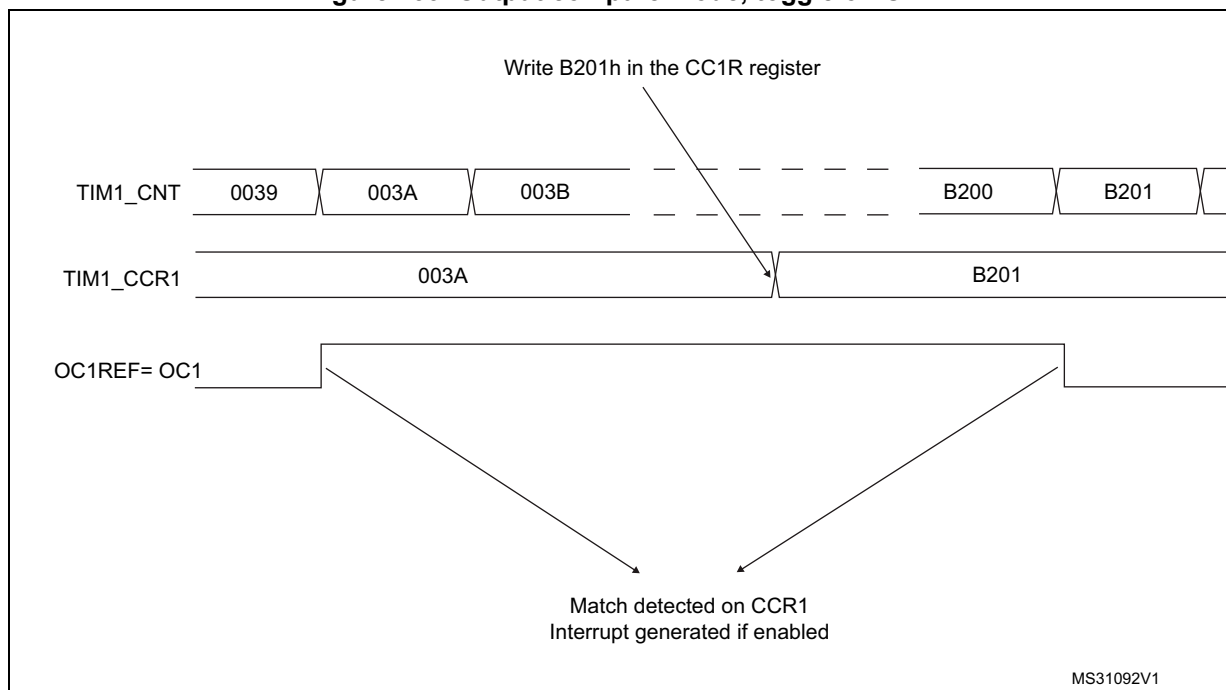 Write B201h in the CC1R register
TIM1_CNT 0039 003A 003B B200 B201
TIM1_CCR1 003A B201
OC1REF= OC1
Match detected on CCR1
Interrupt generated if enabled
MS31092V1